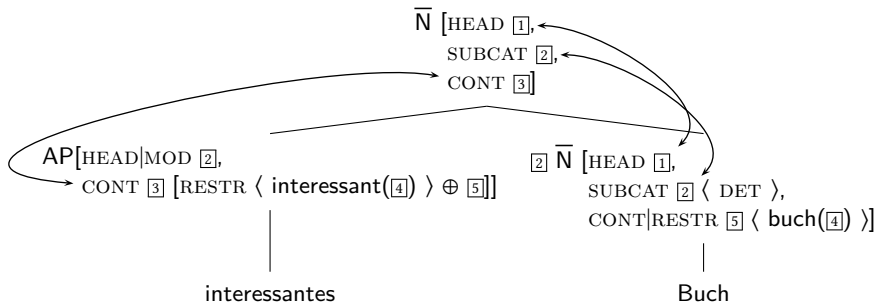 N̅ [HEAD 1,
SUBCAT 2,
CONT 3]
AP[HEAD|MOD 2,
CONT 3 [RESTR ⟨ interessant(4) ⟩ ⊕ 5]]
2 N̅ [HEAD 1,
SUBCAT 2 ⟨ DET ⟩,
CONT|RESTR 5 ⟨ buch(4) ⟩]
interessantes
Buch